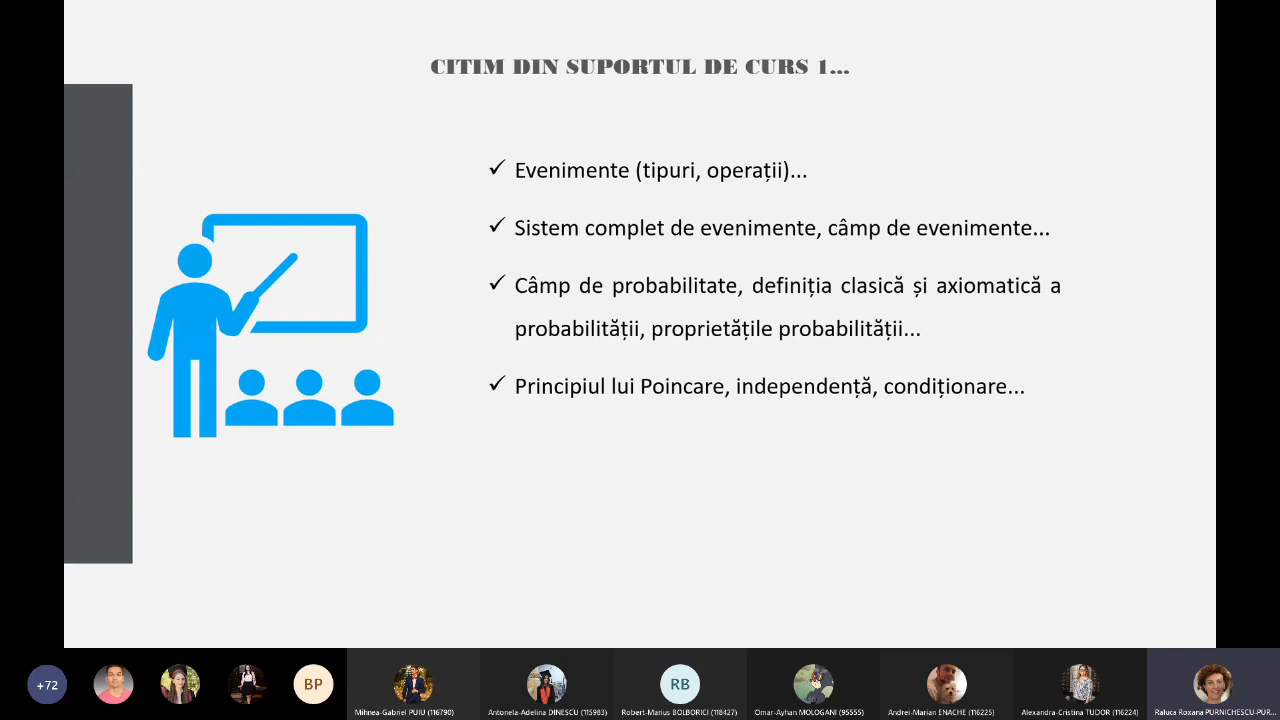 CITIM DIN SUPORTUL DE CURS 1...
✓ Evenimente (tipuri, operații)...
✓ Sistem complet de evenimente, câmp de evenimente...
✓ Câmp de probabilitate, definiția clasică și axiomatică a
probabilității, proprietățile probabilității...
✓ Principiul lui Poincare, independență, condiționare...
+72
BP
RB
Mihnea-Gabriel PUIU (116790)
Antonela-Adelina DINESCU (115983)
Robert-Marius BOLBORICI (118427)
Omar-Ayhan MOLOGANI (95555)
Andrei-Marian ENACHE (116225)
Alexandra-Cristina TUDOR (116224)
Raluca Roxana PURNICHESCU-PUR...